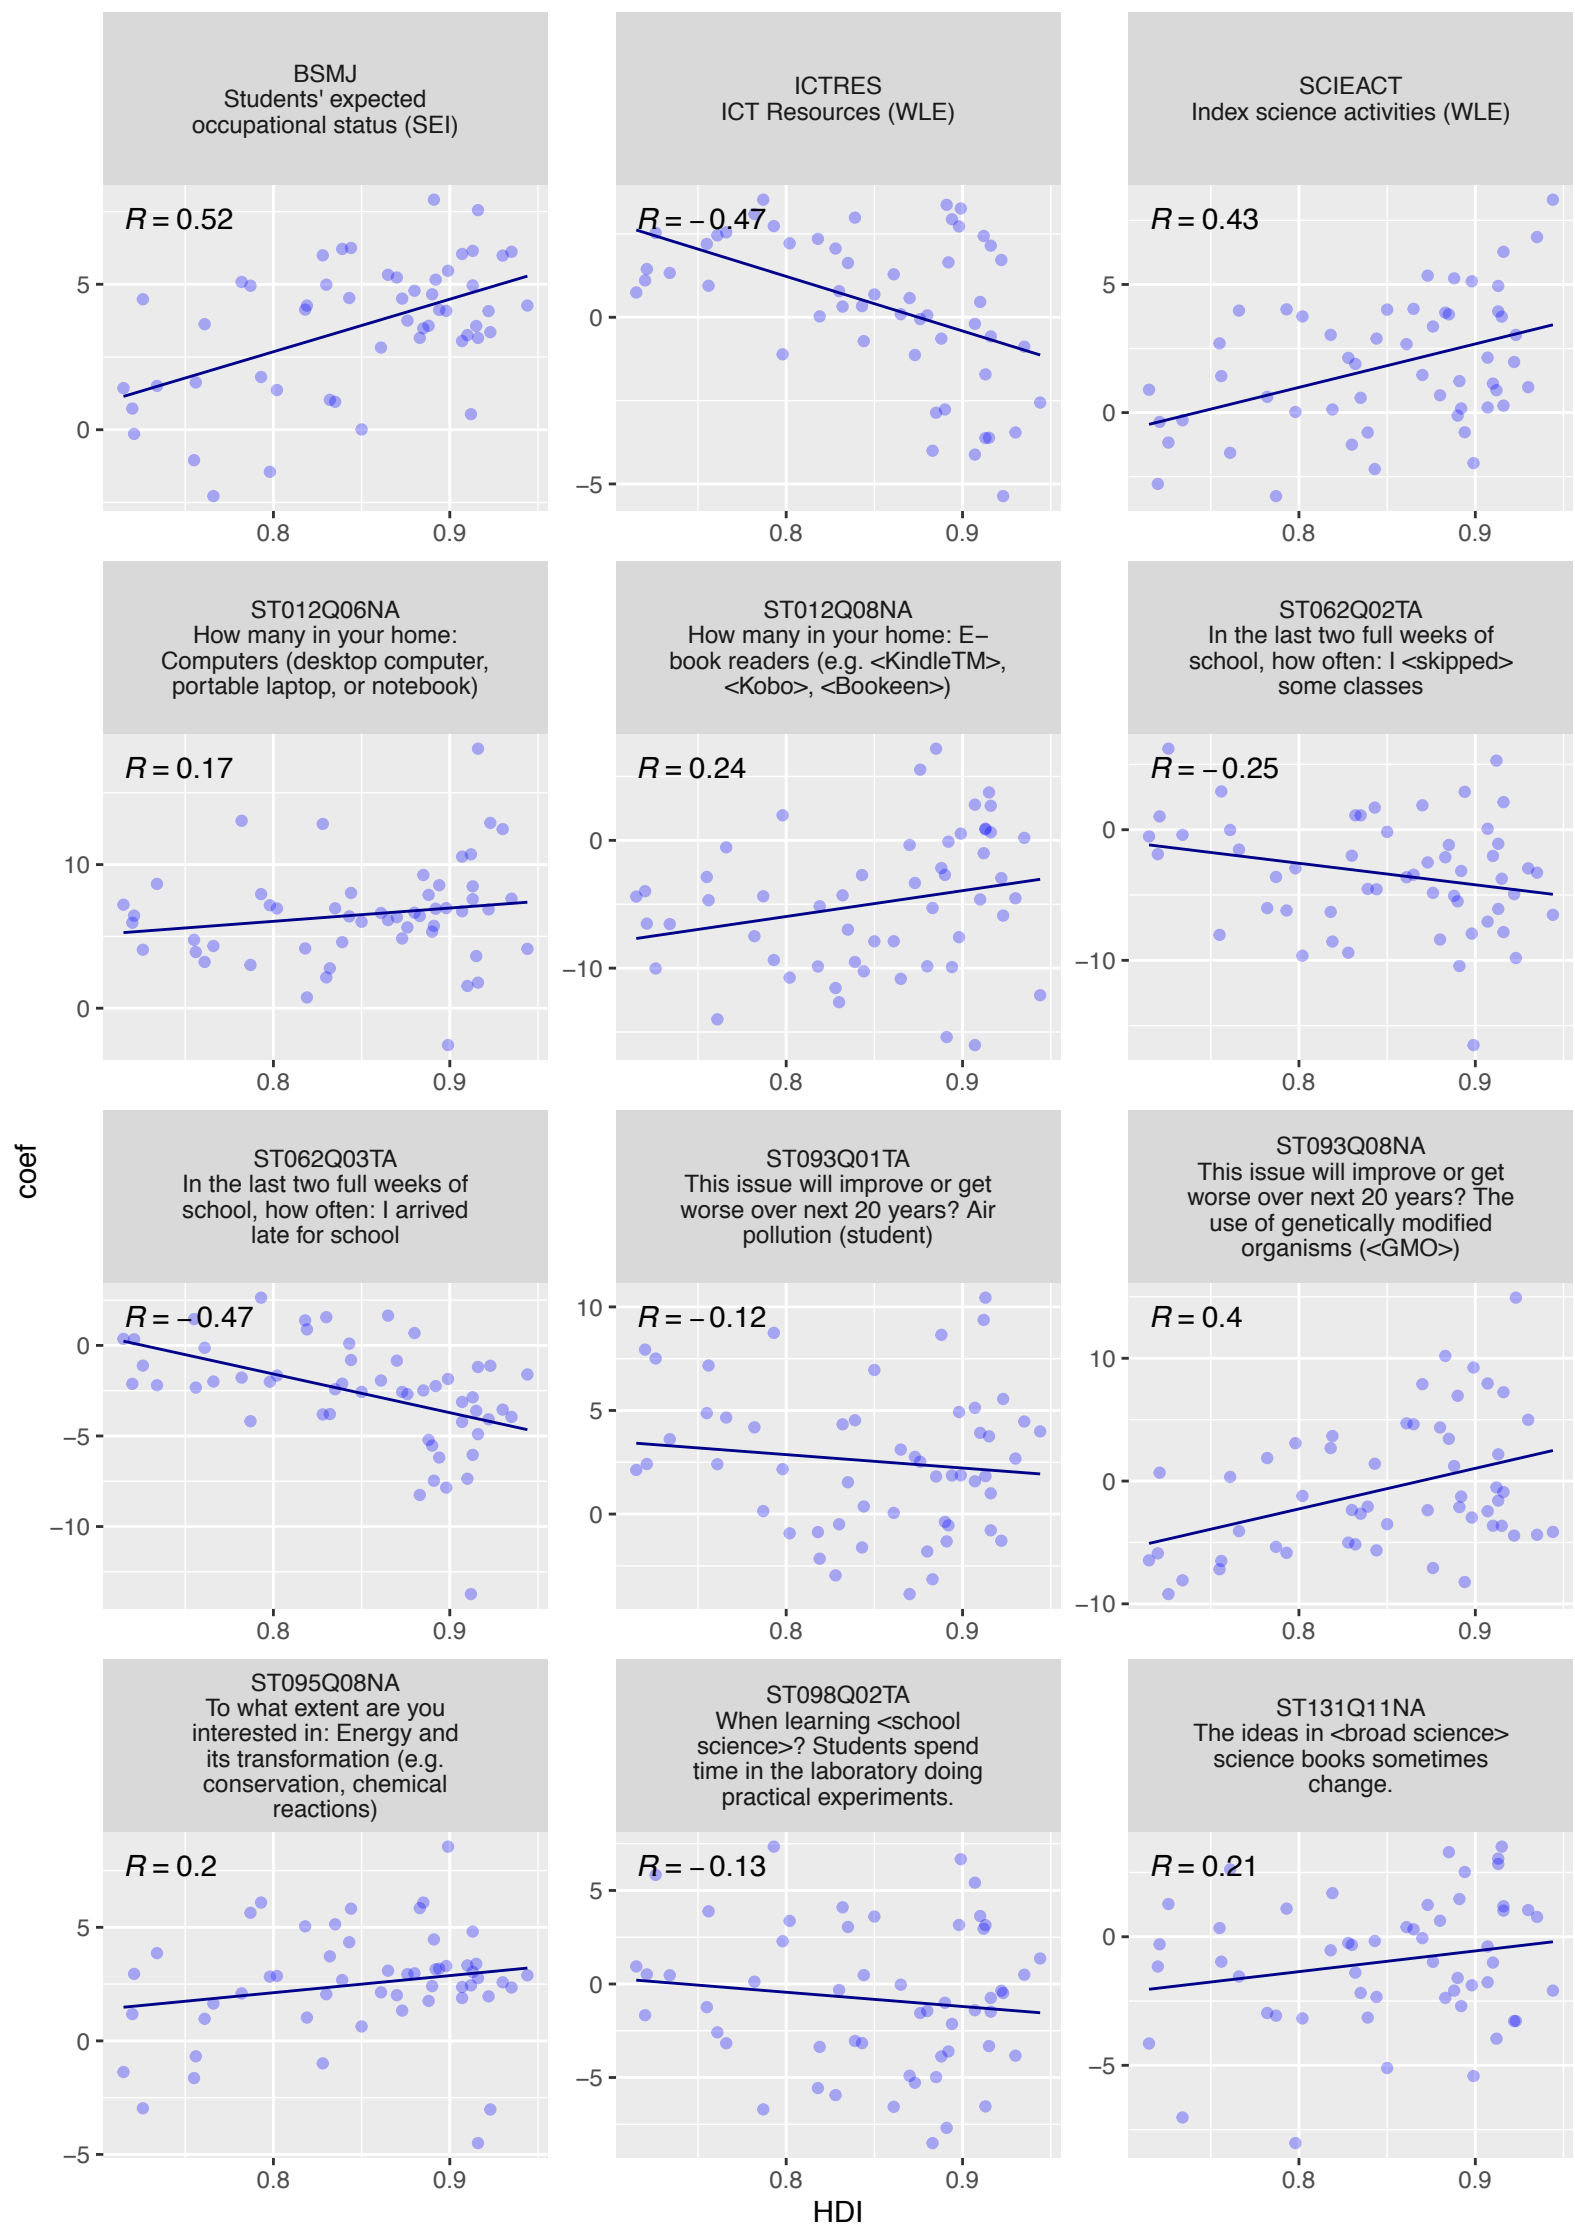 BSMJ
Students' expected
occupational status (SEI)
ICTRES
ICT Resources (WLE)
SCIEACT
Index science activities (WLE)
R = 0.52
5
0
0.8
0.9
R = −0.47
0
−5
0.8
0.9
R = 0.43
5
0
0.8
0.9
ST012Q06NA
How many in your home:
Computers (desktop computer,
portable laptop, or notebook)
ST012Q08NA
How many in your home: E−
book readers (e.g. <KindleTM>,
<Kobo>, <Bookeen>)
ST062Q02TA
In the last two full weeks of
school, how often: I <skipped>
some classes
R = 0.17
10
0
0.8
0.9
R = 0.24
0
−10
0.8
0.9
R = −0.25
0
−10
0.8
0.9
coef
ST062Q03TA
In the last two full weeks of
school, how often: I arrived
late for school
ST093Q01TA
This issue will improve or get
worse over next 20 years? Air
pollution (student)
ST093Q08NA
This issue will improve or get
worse over next 20 years? The
use of genetically modified
organisms (<GMO>)
R = −0.47
0
−5
−10
0.8
0.9
R = −0.12
10
5
0
0.8
0.9
R = 0.4
10
0
−10
0.8
0.9
ST095Q08NA
To what extent are you
interested in: Energy and
its transformation (e.g.
conservation, chemical
reactions)
ST098Q02TA
When learning <school
science>? Students spend
time in the laboratory doing
practical experiments.
ST131Q11NA
The ideas in <broad science>
science books sometimes
change.
R = 0.2
5
0
−5
0.8
0.9
R = −0.13
5
0
−5
0.8
0.9
R = 0.21
0
−5
0.8
0.9
HDI